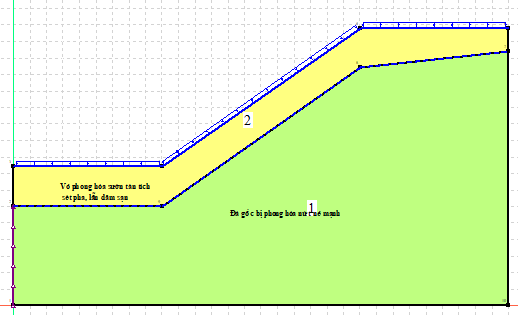 2
Vỏ phong hóa sườn tàn tích
sét pha, lẫn dăm sạn
1
Đá gốc bị phong hóa nứt nẻ mạnh